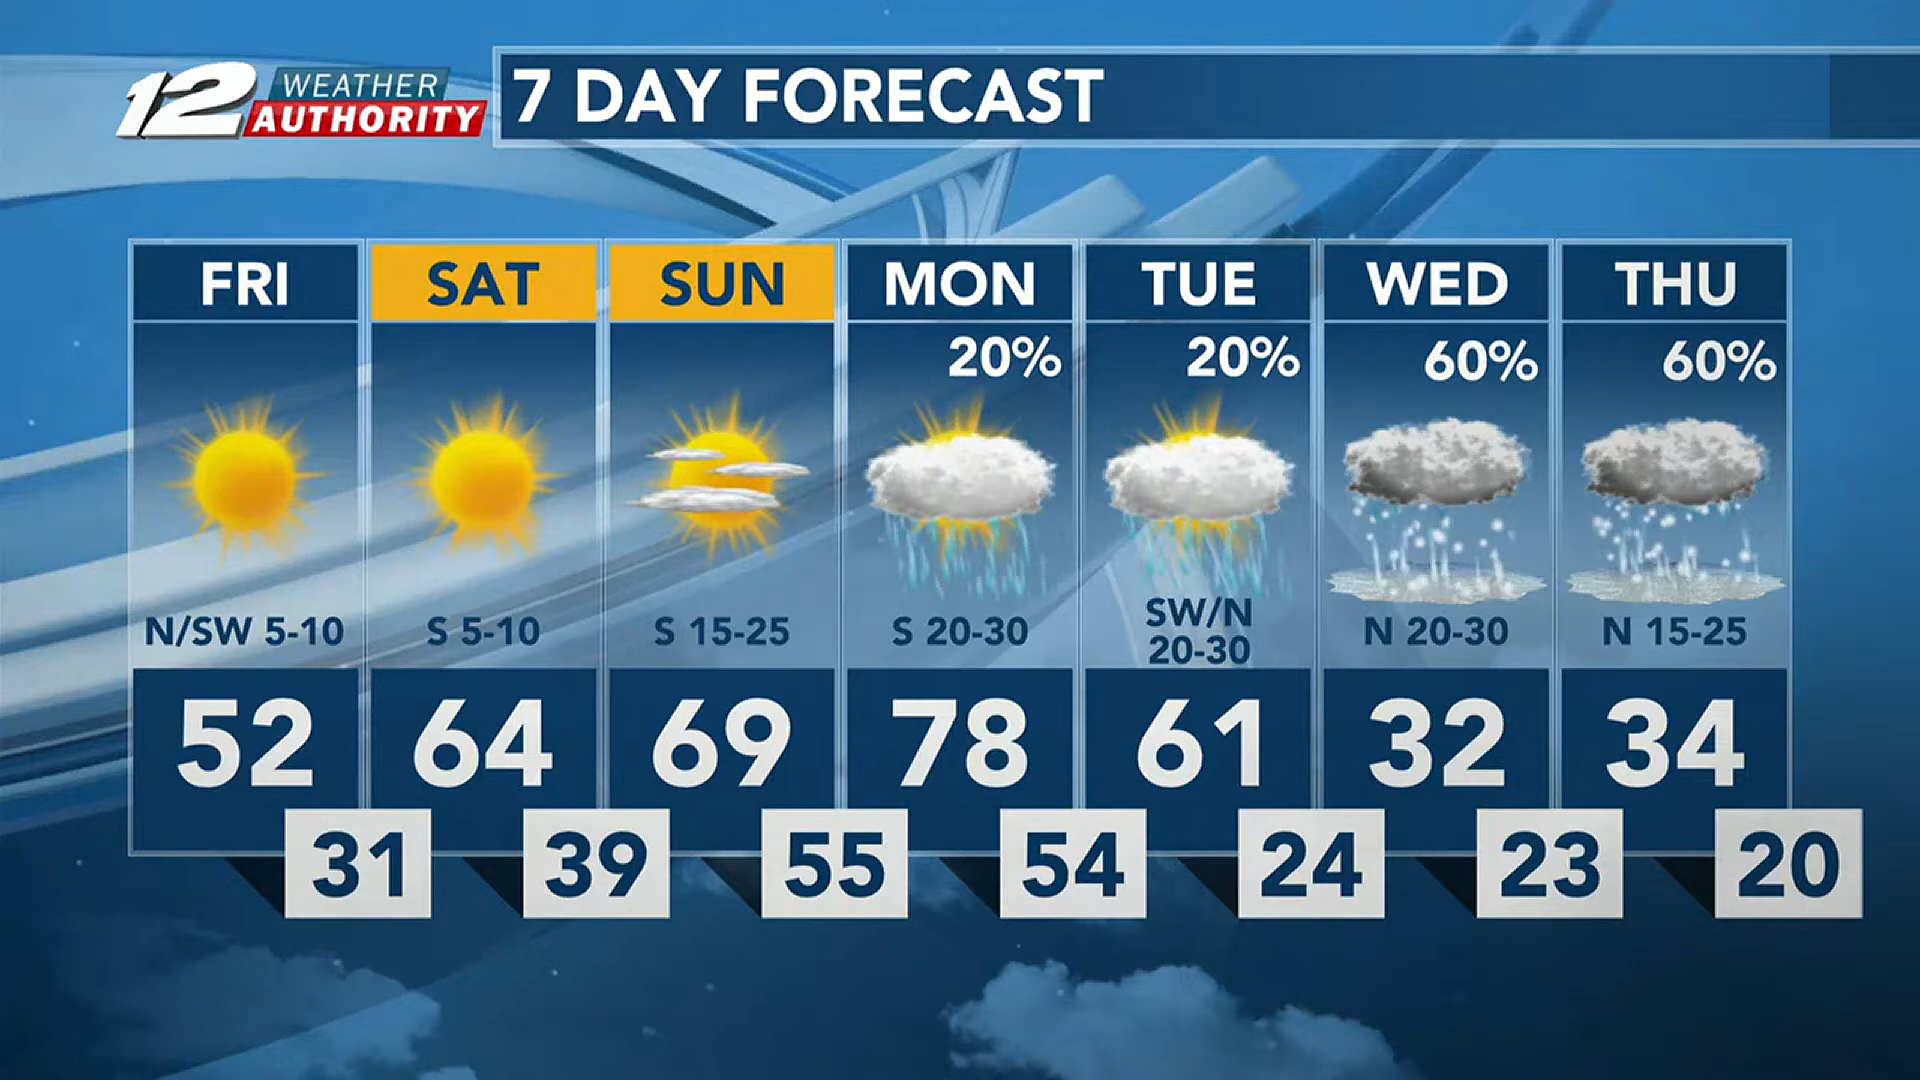 12 WEATHER
AUTHORITY
7 DAY FORECAST
FRI SAT SUN MON TUE WED THU
20% 20% 60% 60%
N/SW 5-10 S 5-10 S 15-25 S 20-30 SW/N
20-30 N 20-30 N 15-25
52 64 69 78 61 32 34
31 39 55 54 24 23 20